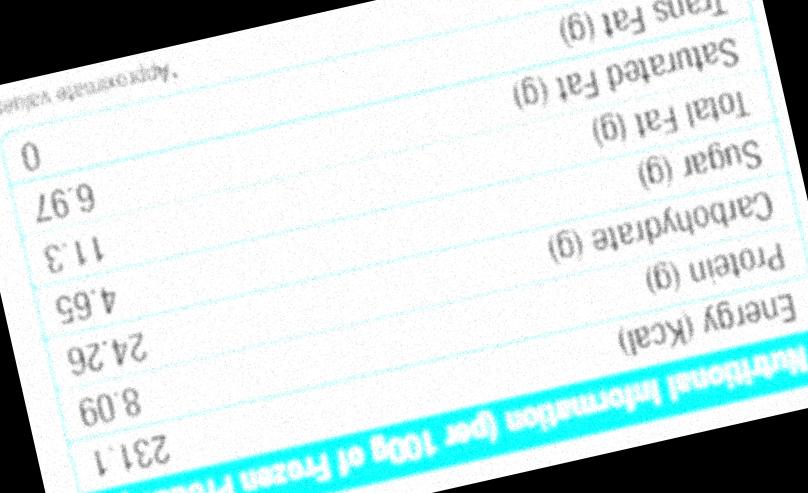 Nutritional Information (per 100g of Frozen
Energy (Kcal) 231.1
Protein (g) 8.09
Carbohydrate (g) 24.26
Sugar (g) 4.65
Total Fat (g) 11.3
Saturated Fat (g) 6.97
Trans Fat (g) 0
*Approximate values